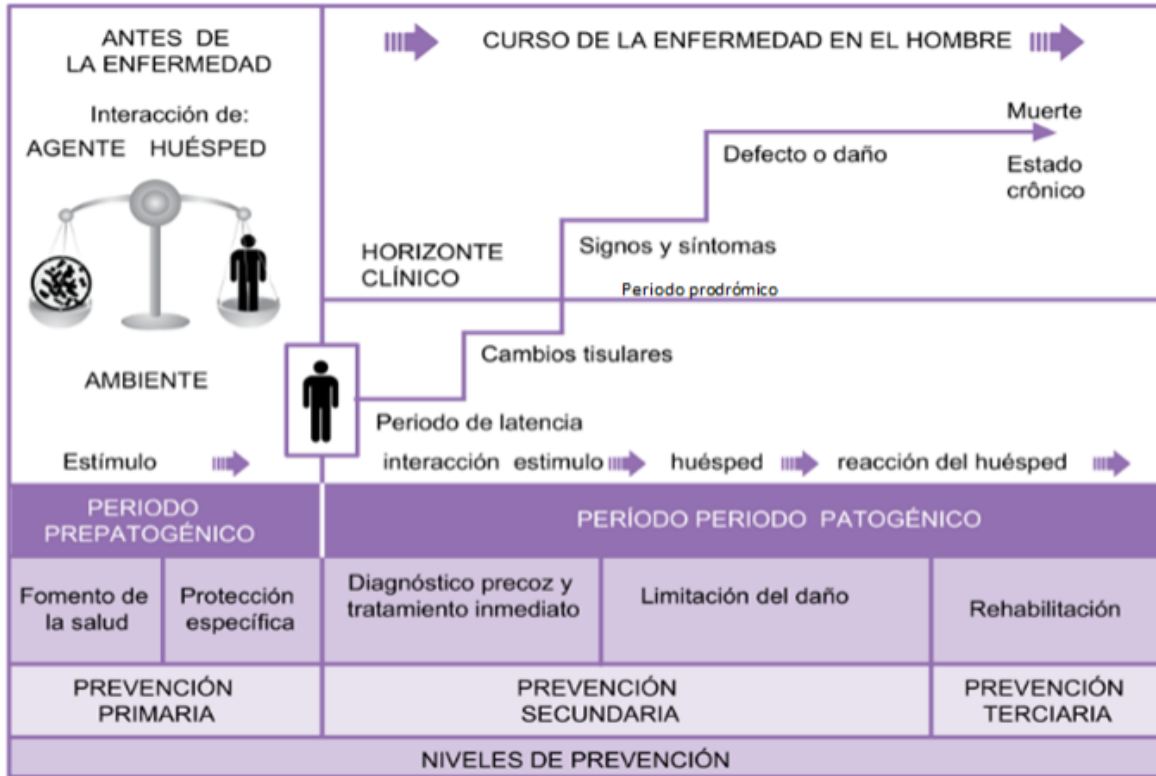 ANTES DE
LA ENFERMEDAD
Interacción de:
AGENTE HUÉSPED
AMBIENTE
Estímulo
CURSO DE LA ENFERMEDAD EN EL HOMBRE
Muerte
Defecto o daño
Estado
crônico
Signos y síntomas
HORIZONTE
CLÍNICO
Periodo prodrómico
Cambios tisulares
Periodo de latencia
interacción estimulo
huésped
reacción del huésped
PERIODO
PREPATOGÉNICO
PERÍODO PERIODO PATOGÉNICO
Fomento de
la salud
Protección
específica
Diagnóstico precoz y
tratamiento inmediato
Limitación del daño
Rehabilitación
PREVENCIÓN
PRIMARIA
PREVENCIÓN
SECUNDARIA
PREVENCIÓN
TERCIARIA
NIVELES DE PREVENCIÓN